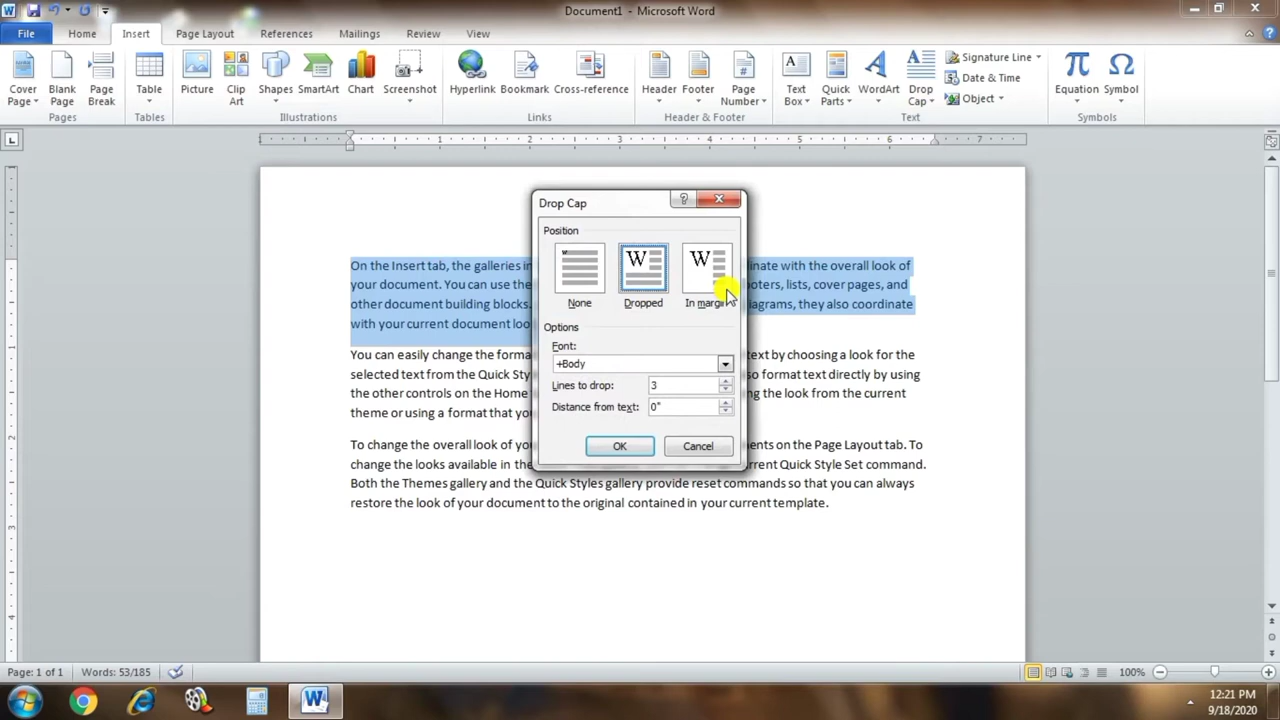 Document1 - Microsoft Word
File Home Insert Page Layout References Mailings Review View
Cover Page Blank Page Page Break Table Picture Clip Art Shapes SmartArt Chart Screenshot Hyperlink Bookmark Cross-reference Header Footer Page Number Text Box Quick Parts WordArt Drop Cap Signature Line Date & Time Object Equation Symbol
Pages Tables Illustrations Links Header & Footer Text Symbols
1 2 3 4 5 6 7
Drop Cap
Position
None Dropped In margin
Options
Font:
+Body
Lines to drop: 3
Distance from text: 0"
OK Cancel
On the Insert tab, the galleries in
inate with the overall look of
your document. You can use the
oters, lists, cover pages, and
other document building blocks.
iagrams, they also coordinate
with your current document loo
You can easily change the forma
text by choosing a look for the
selected text from the Quick Sty
so format text directly by using
the other controls on the Home
ng the look from the current
theme or using a format that yo
To change the overall look of yo
ments on the Page Layout tab. To
change the looks available in the
rrent Quick Style Set command.
Both the Themes gallery and the Quick Styles gallery provide reset commands so that you can always
restore the look of your document to the original contained in your current template.
Page: 1 of 1 Words: 53/185 100%
12:21 PM
9/18/2020